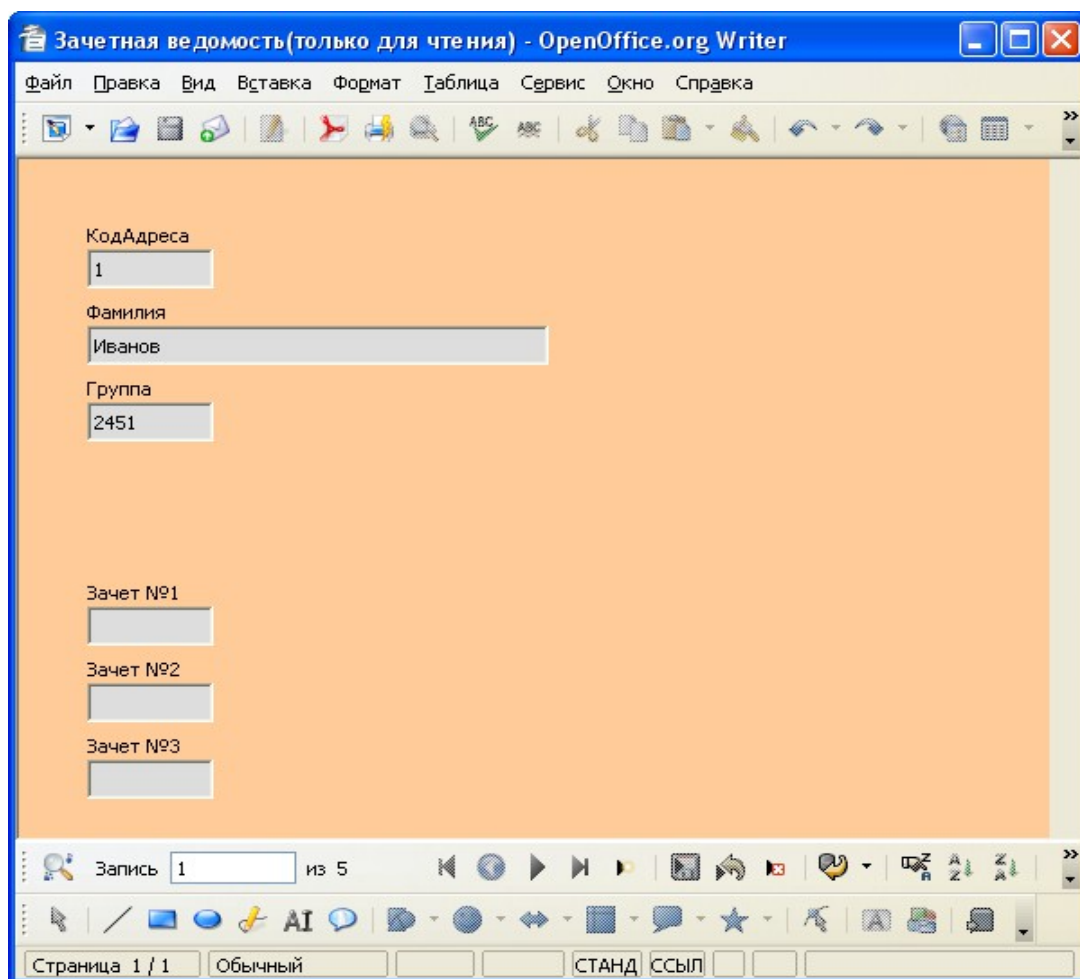 Зачетная ведомость(только для чтения) - OpenOffice.org Writer
Файл Правка Вид Вставка Формат Таблица Сервис Окно Справка
КодАдреса
1
Фамилия
Иванов
Группа
2451
Зачет №1
Зачет №2
Зачет №3
Запись 1 из 5
Страница 1 / 1 Обычный СТАНД ССЫЛ